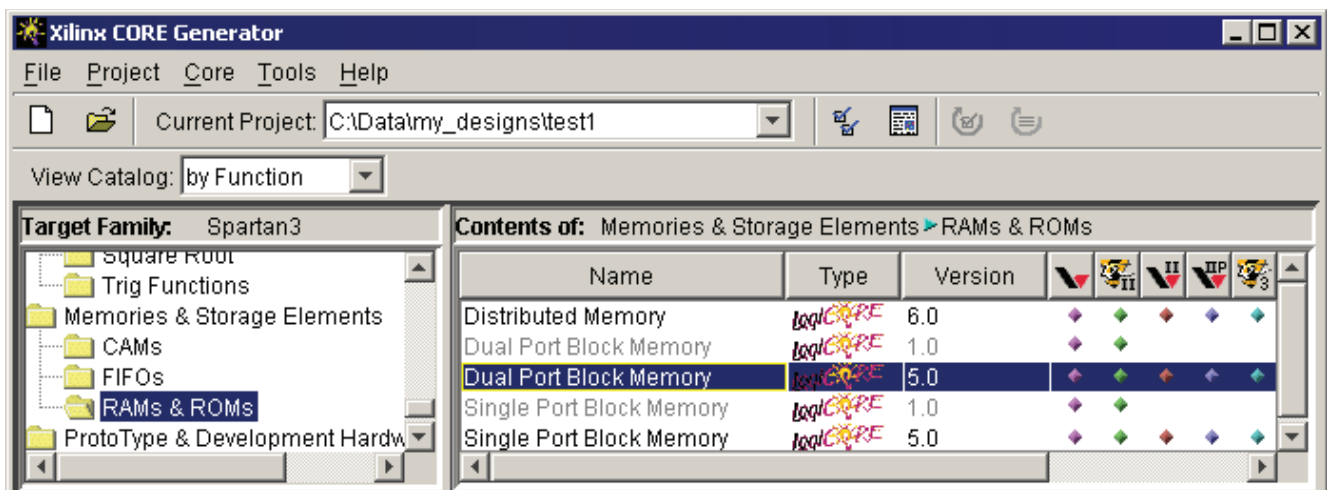 Xilinx CORE Generator
File Project Core Tools Help
Current Project: C:\Data\my_designs\test1
View Catalog: by Function
Target Family: Spartan3
Square Root
Trig Functions
Memories & Storage Elements
CAMs
FIFOs
RAMs & ROMs
ProtoType & Development Hardw
Contents of: Memories & Storage Elements RAMs & ROMs
Name Type Version II II IIP 3
Distributed Memory logiCORE 6.0
Dual Port Block Memory logiCORE 1.0
Dual Port Block Memory logiCORE 5.0
Single Port Block Memory logiCORE 1.0
Single Port Block Memory logiCORE 5.0